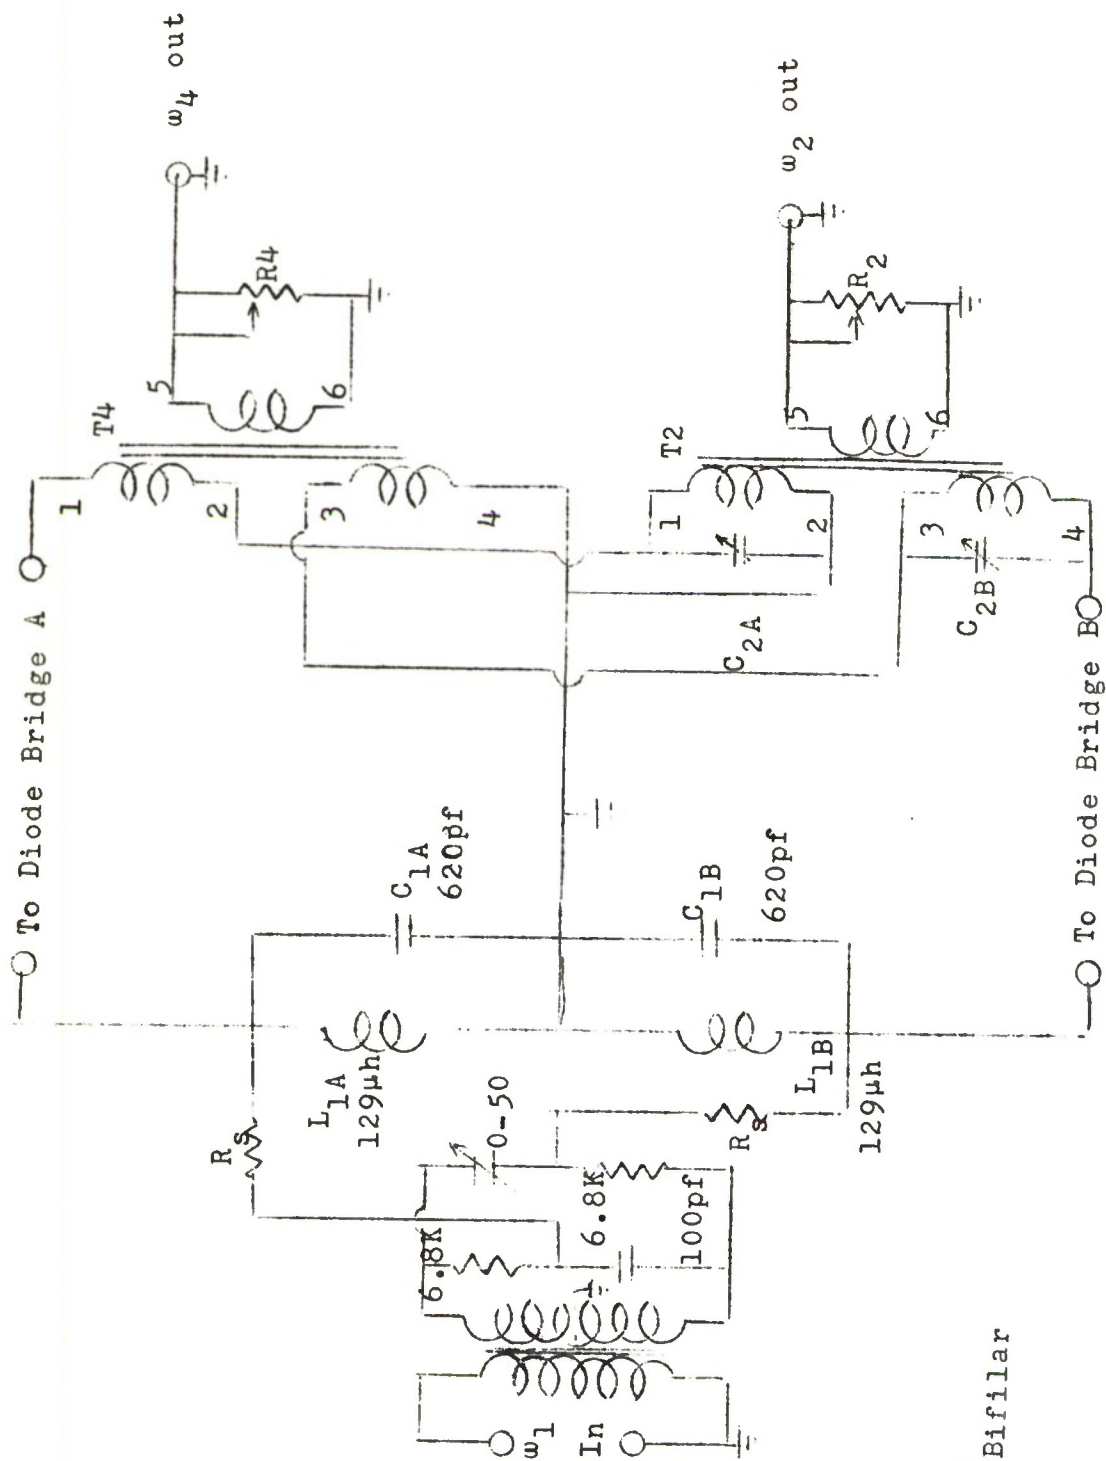 ω4 out
ω2 out
R4
R2
T4
5
6
1
2
3
4
T2
5
6
1
2
3
4
C2A
C2B
To Diode Bridge A
To Diode Bridge B
C1A
620pf
C1B
620pf
L1A
129μh
L1B
129μh
Rs
Rs
0-50
6.8K
6.8K
100pf
ω1
In
Bifilar